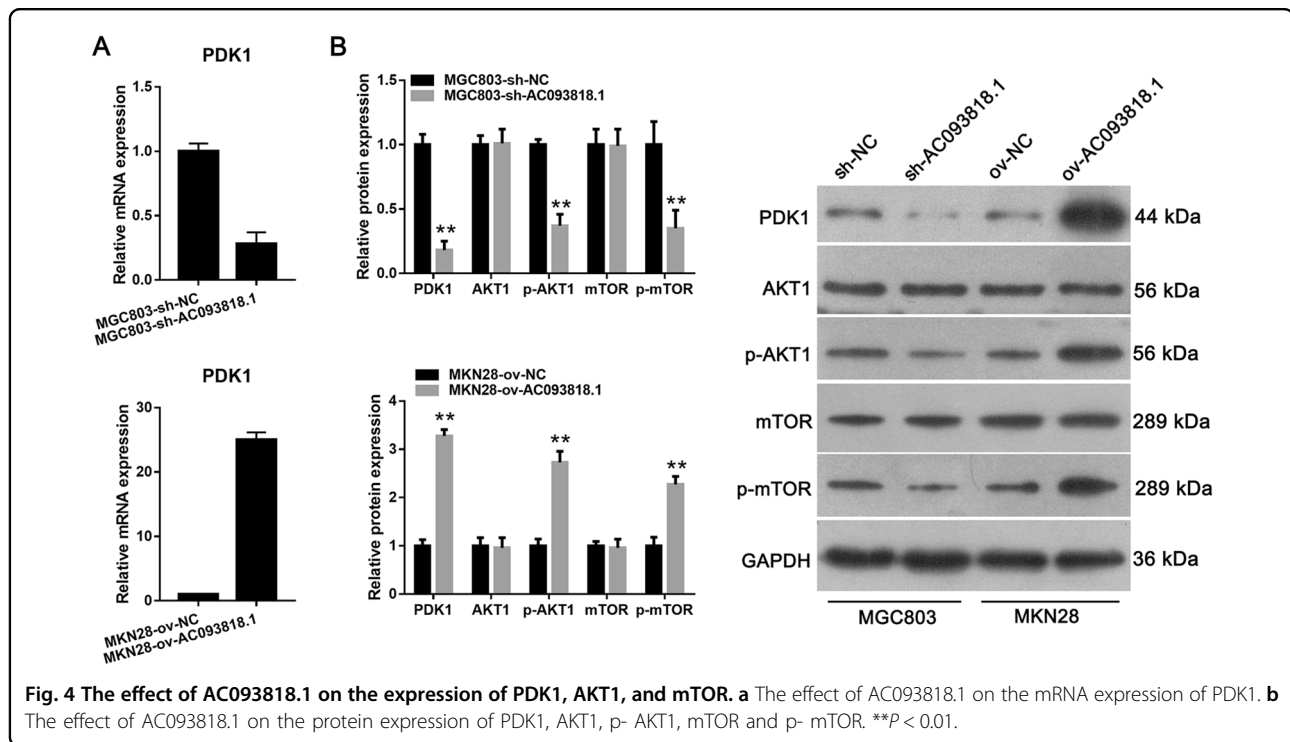 A
PDK1
Relative mRNA expression
1.5
1.0
0.5
0.0
MGC803-sh-NC
MGC803-sh-AC093818.1
PDK1
Relative mRNA expression
30
20
10
0
MKN28-ov-NC
MKN28-ov-AC093818.1
B
MGC803-sh-NC
MGC803-sh-AC093818.1
Relative protein expression
1.5
1.0
0.5
0.0
** ** **
PDK1 AKT1 p-AKT1 mTOR p-mTOR
MKN28-ov-NC
MKN28-ov-AC093818.1
Relative protein expression
4
3
2
1
0
** ** **
PDK1 AKT1 p-AKT1 mTOR p-mTOR
sh-NC sh-AC093818.1 ov-NC ov-AC093818.1
PDK1 44 kDa
AKT1 56 kDa
p-AKT1 56 kDa
mTOR 289 kDa
p-mTOR 289 kDa
GAPDH 36 kDa
MGC803 MKN28
Fig. 4 The effect of AC093818.1 on the expression of PDK1, AKT1, and mTOR. a The effect of AC093818.1 on the mRNA expression of PDK1. b
The effect of AC093818.1 on the protein expression of PDK1, AKT1, p- AKT1, mTOR and p- mTOR. **P < 0.01.